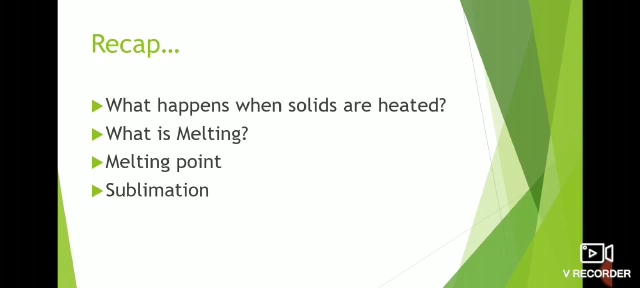 Recap...
What happens when solids are heated?
What is Melting?
Melting point
Sublimation
V RECORDER